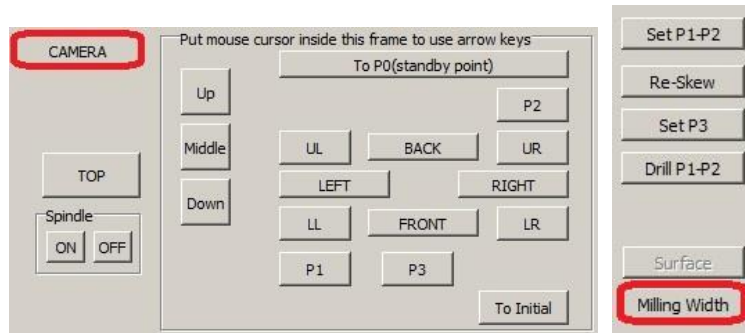 CAMERA
TOP
Spindle
ON OFF
Put mouse cursor inside this frame to use arrow keys
To P0(standby point)
Up
P2
Middle
UL BACK UR
LEFT RIGHT
Down
LL FRONT LR
P1 P3
To Initial
Set P1-P2
Re-Skew
Set P3
Drill P1-P2
Surface
Milling Width